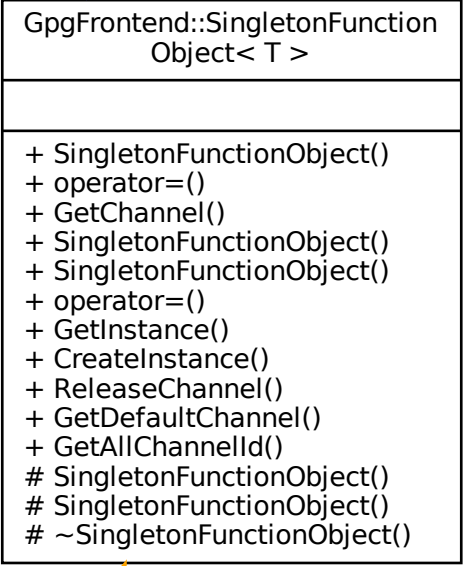 GpgFrontend::SingletonFunction
Object< T >
+ SingletonFunctionObject()
+ operator=()
+ GetChannel()
+ SingletonFunctionObject()
+ SingletonFunctionObject()
+ operator=()
+ GetInstance()
+ CreateInstance()
+ ReleaseChannel()
+ GetDefaultChannel()
+ GetAllChannelId()
# SingletonFunctionObject()
# SingletonFunctionObject()
# ~SingletonFunctionObject()